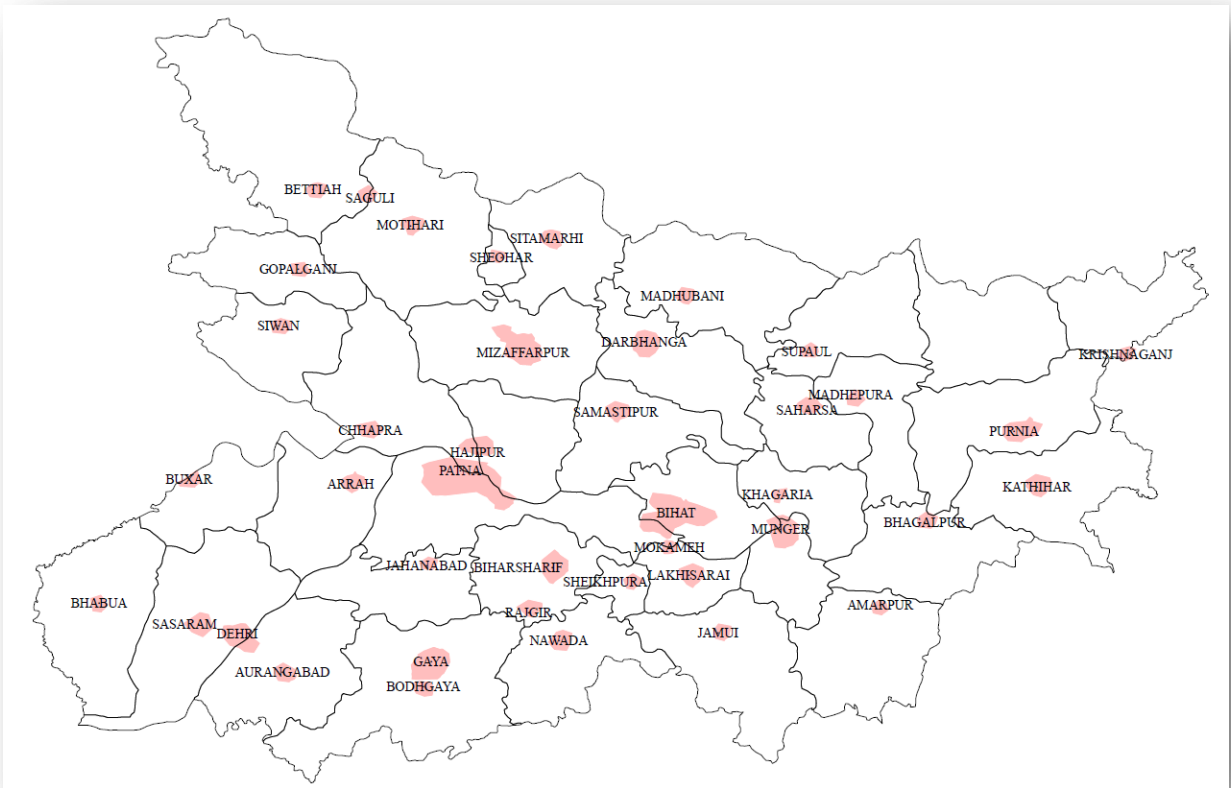 BETTIAH
SAGULI
MOTIHARI
SITAMARHI
SHEOHAR
GOPALGANJ
MADHUBANI
SIWAN
MIZAFFARPUR
DARBHANGA
SUPAUL
KRISHNAGANJ
MADHEPURA
SAHARSA
SAMASTIPUR
CHHAPRA
PURNIA
HAJIPUR
PATNA
BUXAR
ARRAH
KATHIHAR
KHAGARIA
BIHAT
BHAGALPUR
MUNGER
MOKAMEH
JAHANABAD
BIHARSHARIF
SHEIKHPURA
LAKHISARAI
BHABUA
AMARPUR
RAJGIR
SASARAM
DEHRI
JAMUI
NAWADA
GAYA
AURANGABAD
BODHGAYA